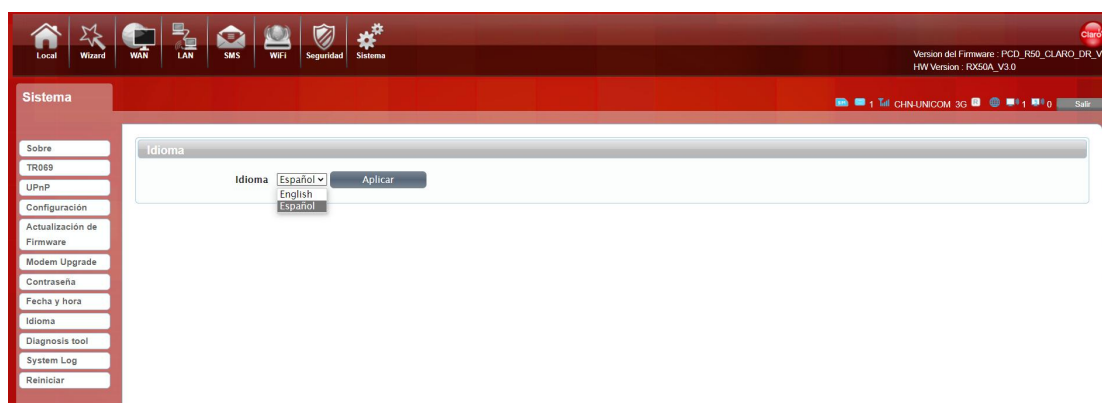 Local Wizard WAN LAN SMS WiFi Seguridad Sistema
Claro
Version del Firmware : PCD_R50_CLARO_DR_V
HW Version : RX50A_V3.0
Sistema
1 CHN-UNICOM 3G R 1 0 Salir
Sobre
TR069
UPnP
Configuración
Actualización de
Firmware
Modem Upgrade
Contraseña
Fecha y hora
Idioma
Diagnosis tool
System Log
Reiniciar
Idioma
Idioma Español Aplicar
English
Español